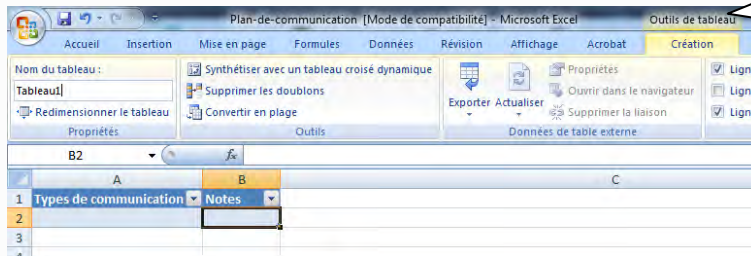 Plan-de-communication [Mode de compatibilité] - Microsoft Excel
Outils de tableau
Accueil Insertion Mise en page Formules Données Révision Affichage Acrobat Création
Nom du tableau :
Tableau1
Redimensionner le tableau
Propriétés
Synthétiser avec un tableau croisé dynamique
Supprimer les doublons
Convertir en plage
Outils
Exporter Actualiser
Propriétés
Ouvrir dans le navigateur
Supprimer la liaison
Données de table externe
Lign
Lign
Lign
B2 fx
A B C
1 Types de communication Notes
2
3